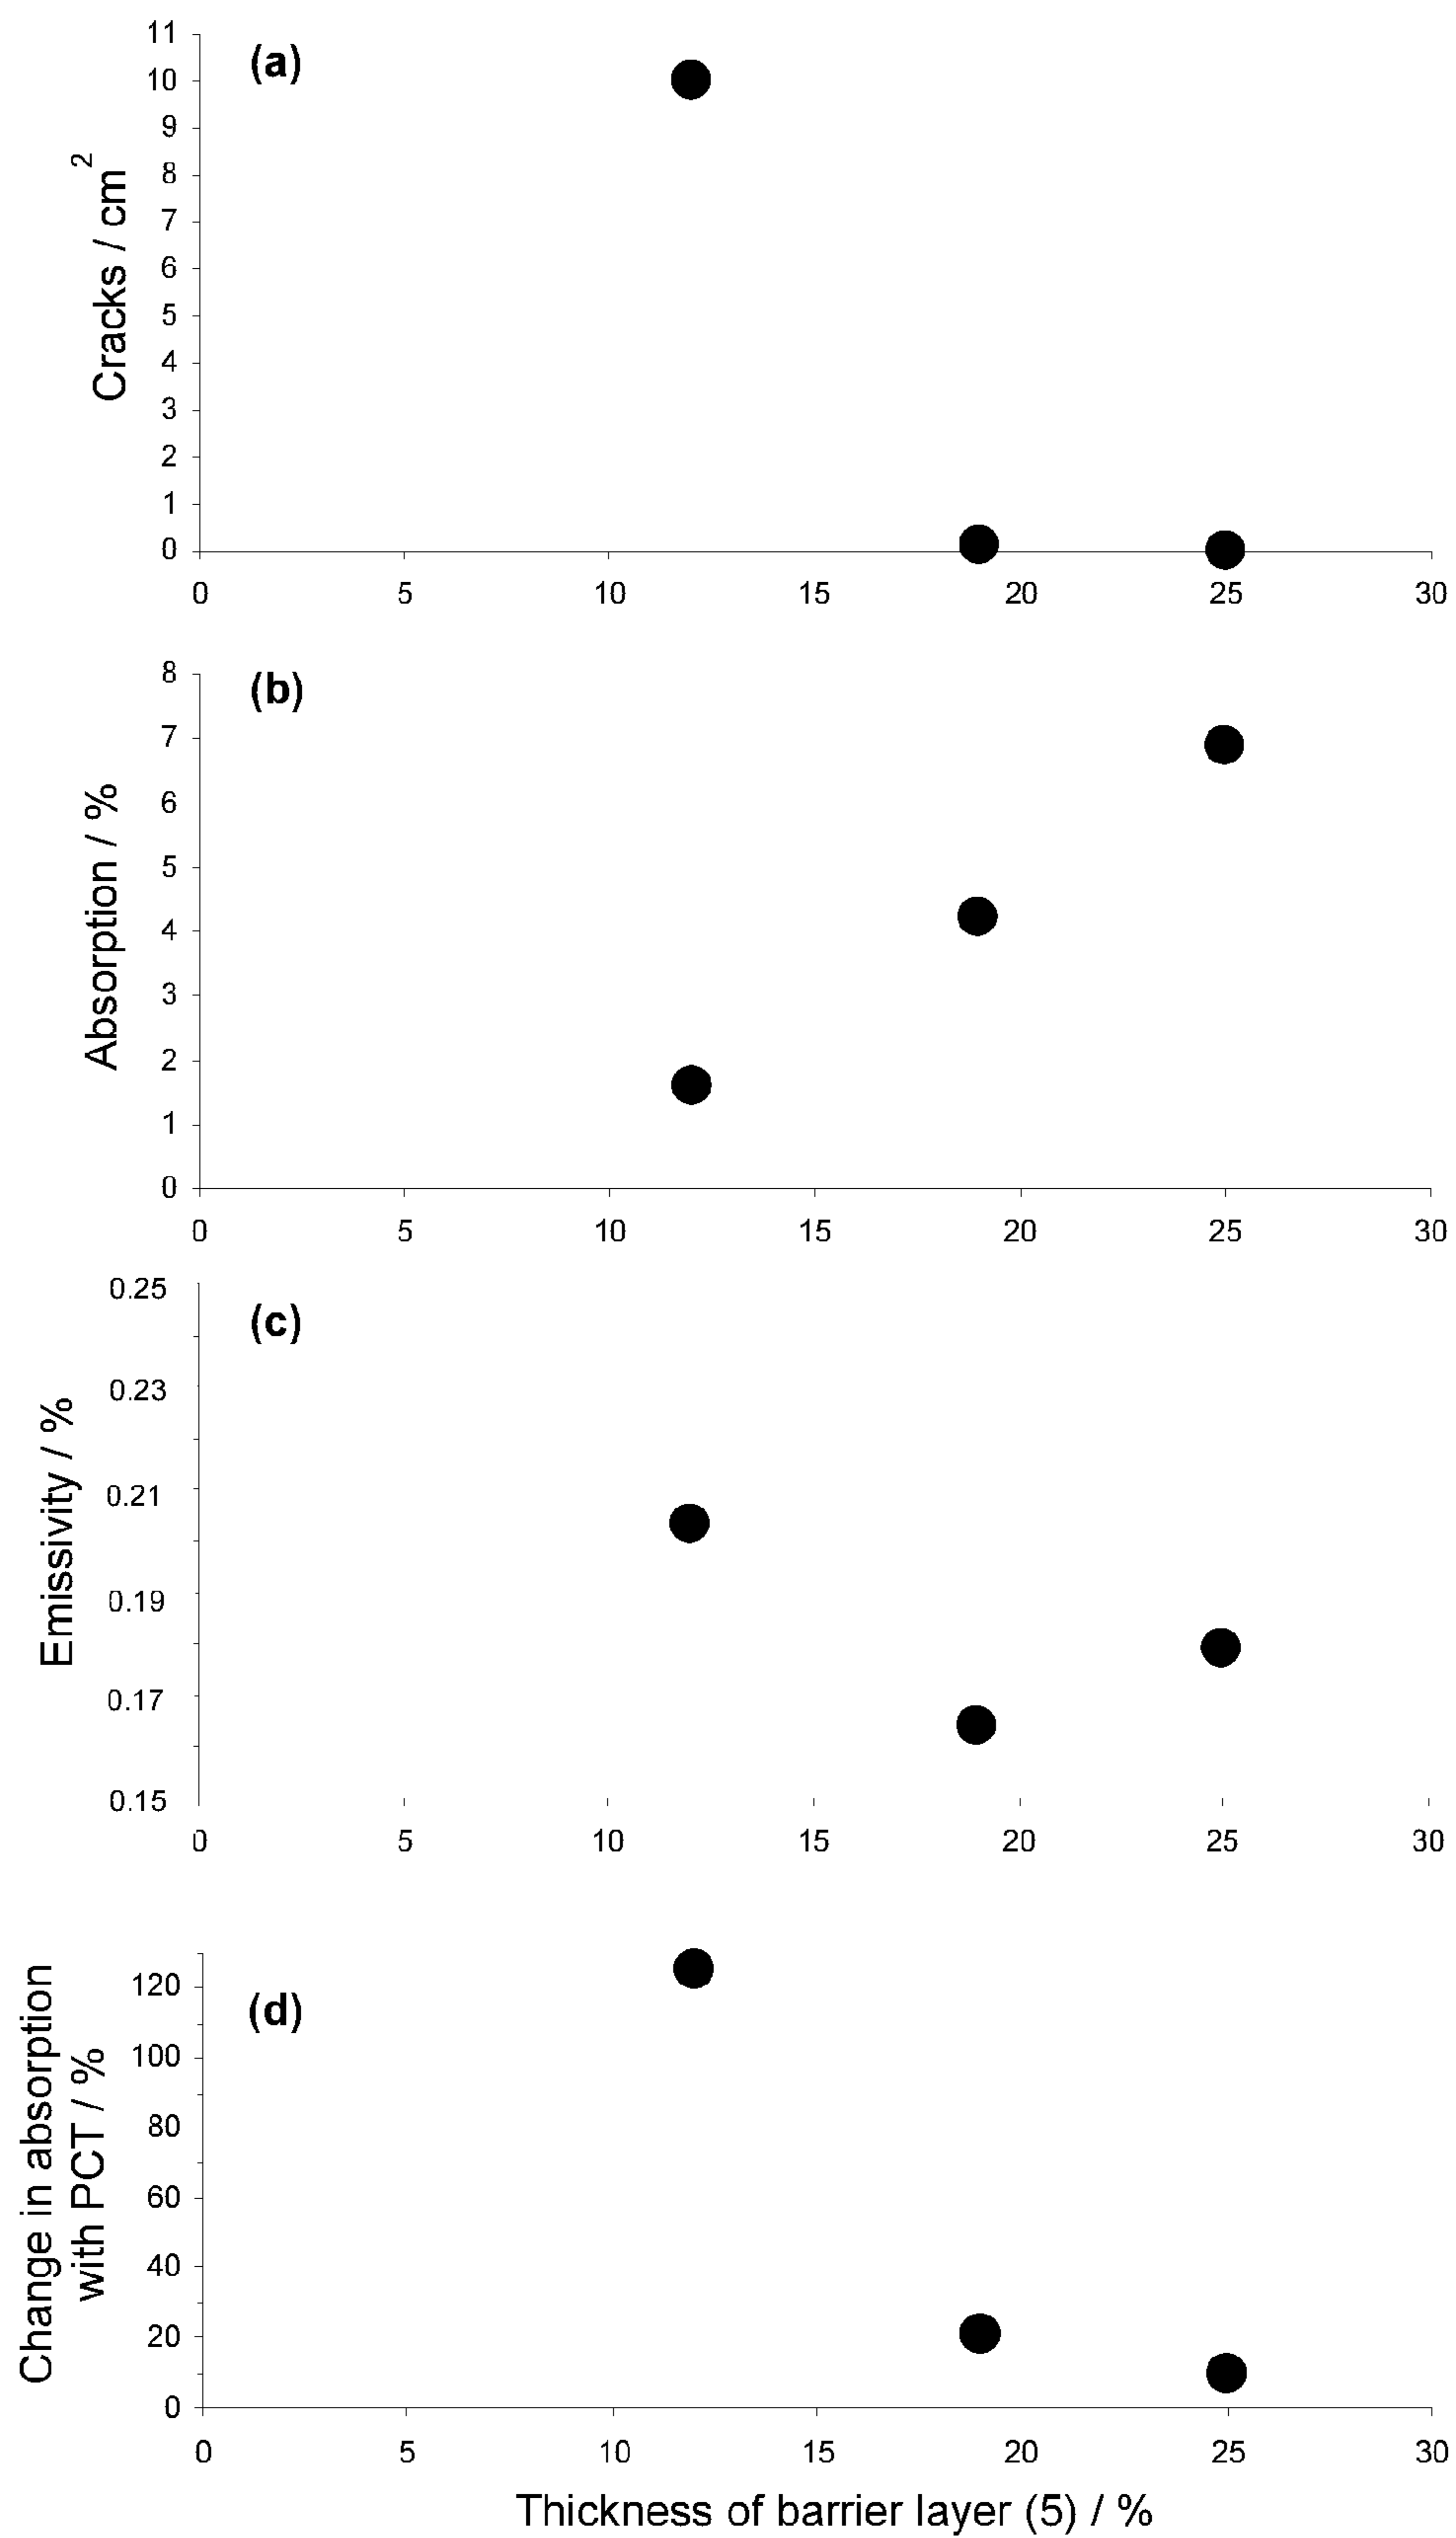 (a)
Cracks / cm²
11
10
9
8
7
6
5
4
3
2
1
0
0 5 10 15 20 25 30
(b)
Absorption / %
8
7
6
5
4
3
2
1
0
0 5 10 15 20 25 30
(c)
Emissivity / %
0.25
0.23
0.21
0.19
0.17
0.15
0 5 10 15 20 25 30
(d)
Change in absorption
with PCT / %
120
100
80
60
40
20
0
0 5 10 15 20 25 30
Thickness of barrier layer (5) / %